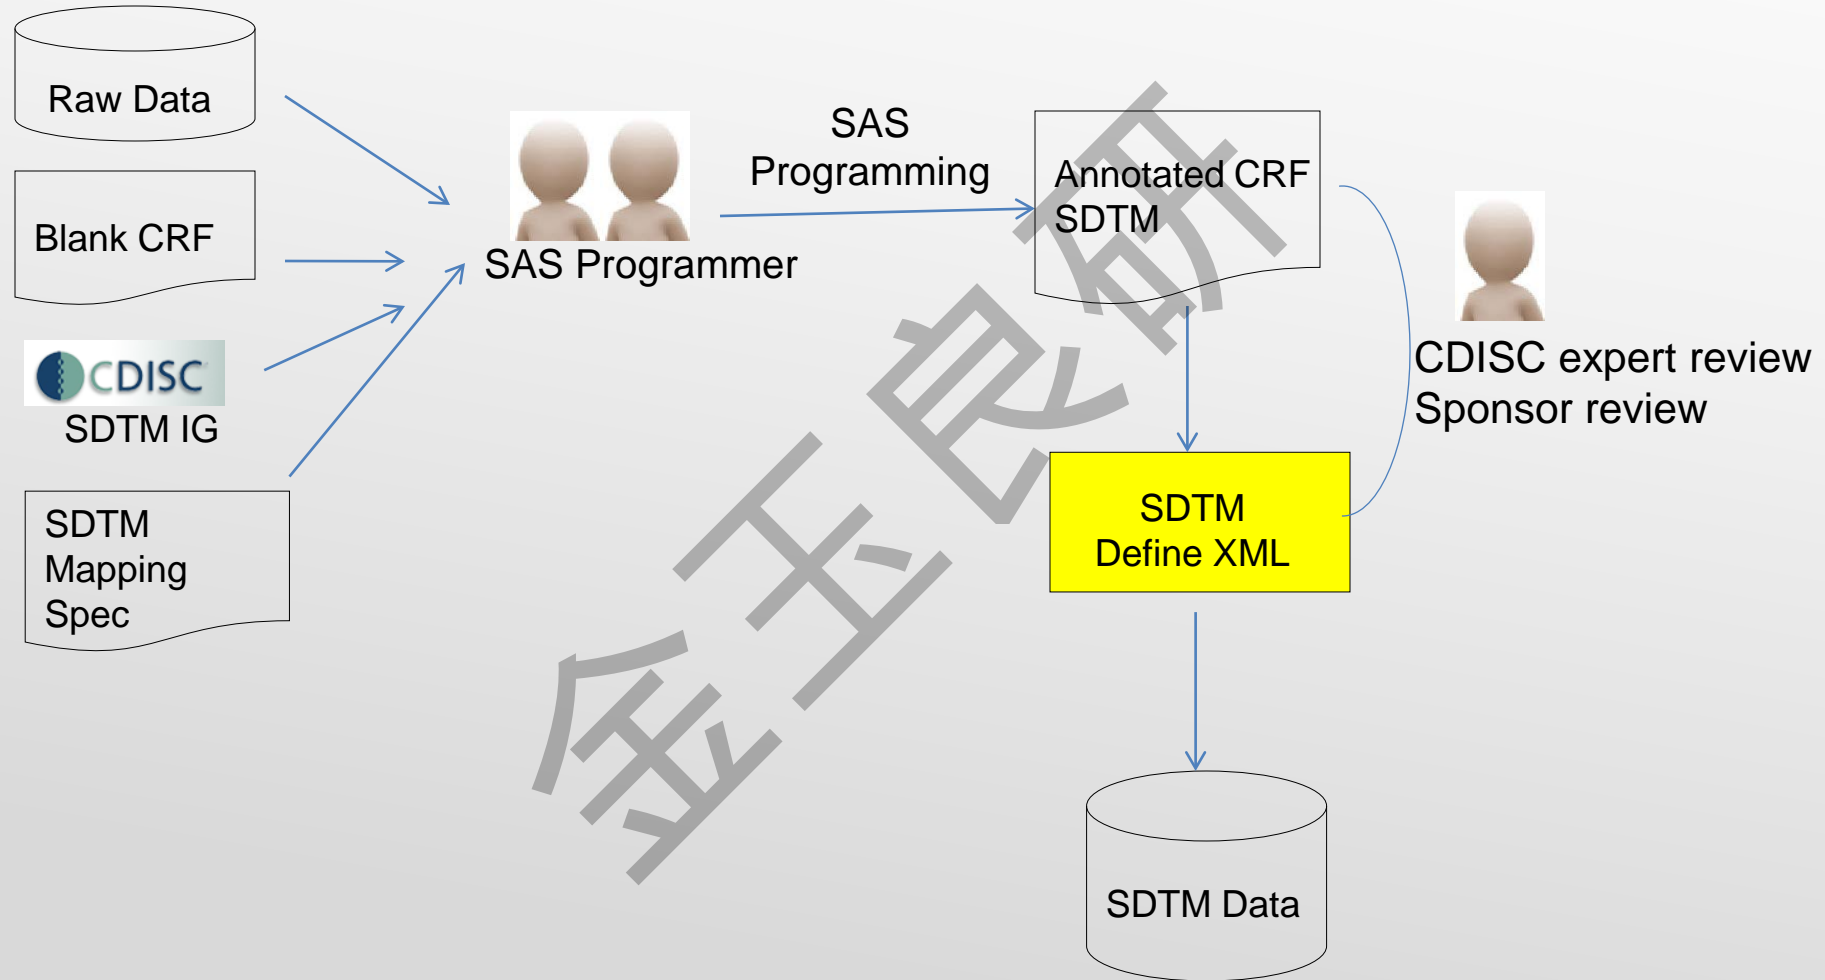 Raw Data
Blank CRF
CDISC
SDTM IG
SDTM
Mapping
Spec
SAS Programmer
SAS
Programming
Annotated CRF
SDTM
CDISC expert review
Sponsor review
SDTM
Define XML
SDTM Data
金玉良研